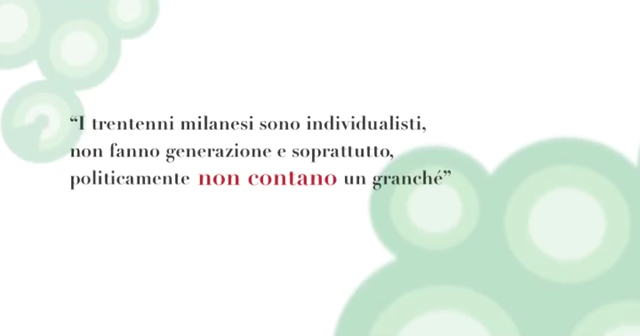 “I trentenni milanesi sono individualisti,
non fanno generazione e soprattutto,
politicamente non contano un granché”